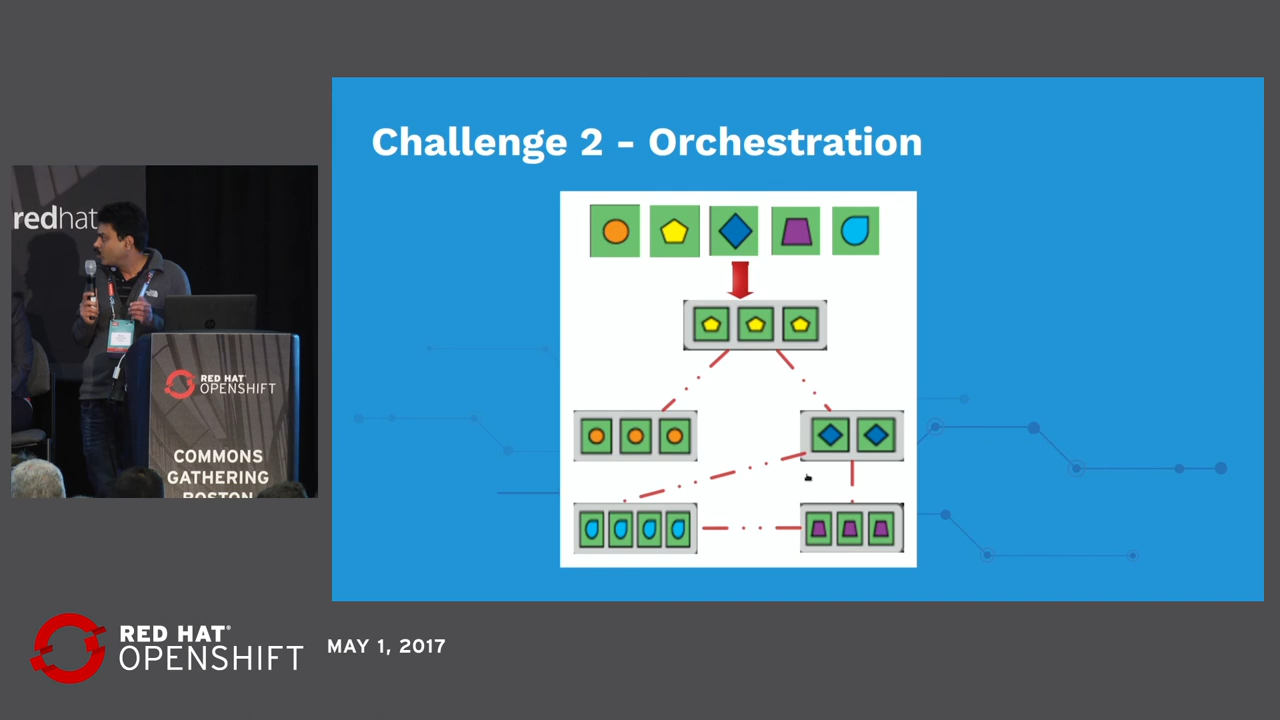 Challenge 2 - Orchestration
redhat
RED HAT
OPENSHIFT
COMMONS
GATHERING
BOSTON
RED HAT®
OPENSHIFT
MAY 1, 2017